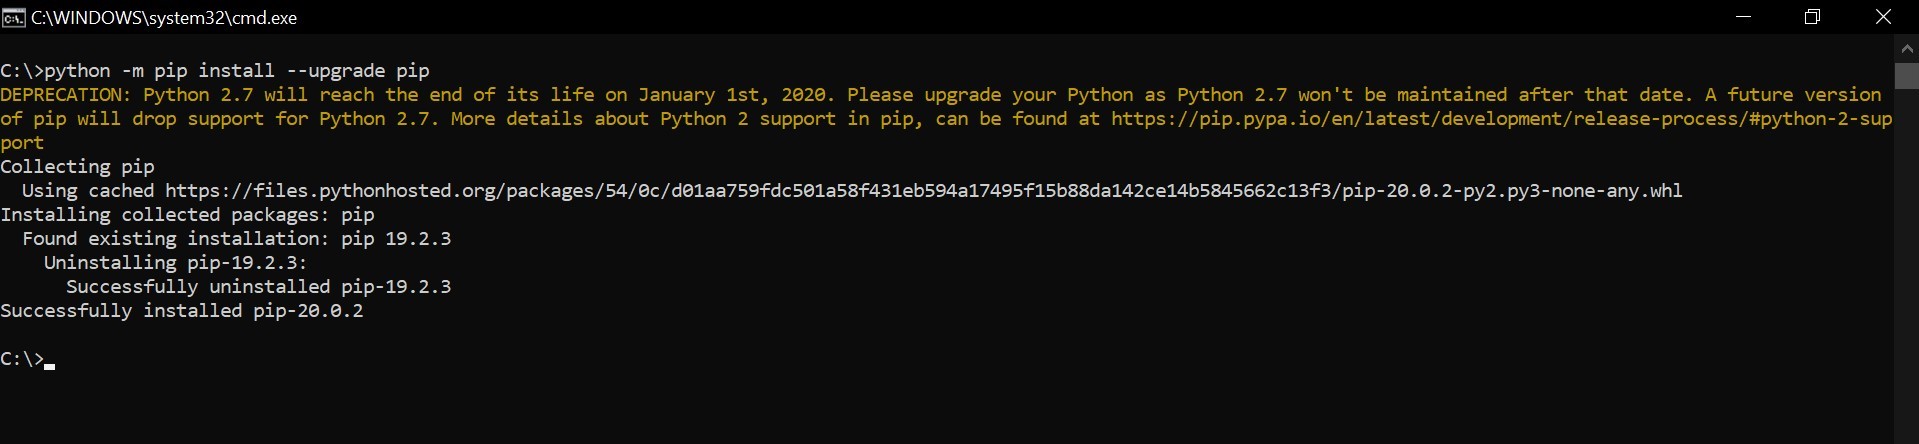 C:\WINDOWS\system32\cmd.exe
C:\>python -m pip install --upgrade pip
DEPRECATION: Python 2.7 will reach the end of its life on January 1st, 2020. Please upgrade your Python as Python 2.7 won't be maintained after that date. A future version
of pip will drop support for Python 2.7. More details about Python 2 support in pip, can be found at https://pip.pypa.io/en/latest/development/release-process/#python-2-sup
port
Collecting pip
  Using cached https://files.pythonhosted.org/packages/54/0c/d01aa759fdc501a58f431eb594a17495f15b88da142ce14b5845662c13f3/pip-20.0.2-py2.py3-none-any.whl
Installing collected packages: pip
  Found existing installation: pip 19.2.3
    Uninstalling pip-19.2.3:
      Successfully uninstalled pip-19.2.3
Successfully installed pip-20.0.2
C:\>